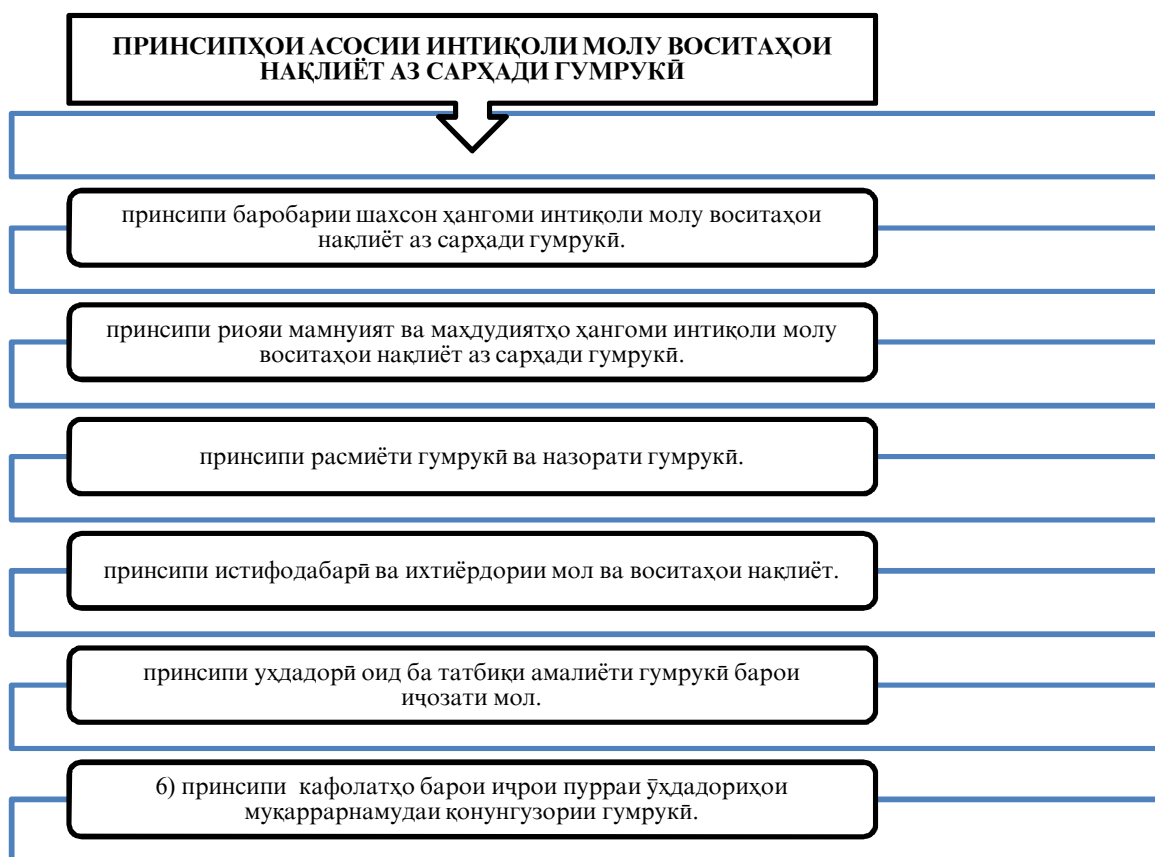 ПРИНСИПҲОИ АСОСИИ ИНТИҚОЛИ МОЛУ ВОСИТАҲОИ
НАҚЛИЁТ АЗ САРҲАДИ ГУМРУКӢ
принсипи баробарии шахсон ҳангоми интиқоли молу воситаҳои
нақлиёт аз сарҳади гумрукӣ.
принсипи риояи мамнуият ва маҳдудиятҳо ҳангоми интиқоли молу
воситаҳои нақлиёт аз сарҳади гумрукӣ.
принсипи расмиёти гумрукӣ ва назорати гумрукӣ.
принсипи истифодабарӣ ва ихтиёрдории мол ва воситаҳои нақлиёт.
принсипи уҳдадорӣ оид ба татбиқи амалиёти гумрукӣ барои
иҷозати мол.
6) принсипи кафолатҳо барои иҷрои пурраи ӯҳдадориҳои
муқаррарнамудаи қонунгузории гумрукӣ.